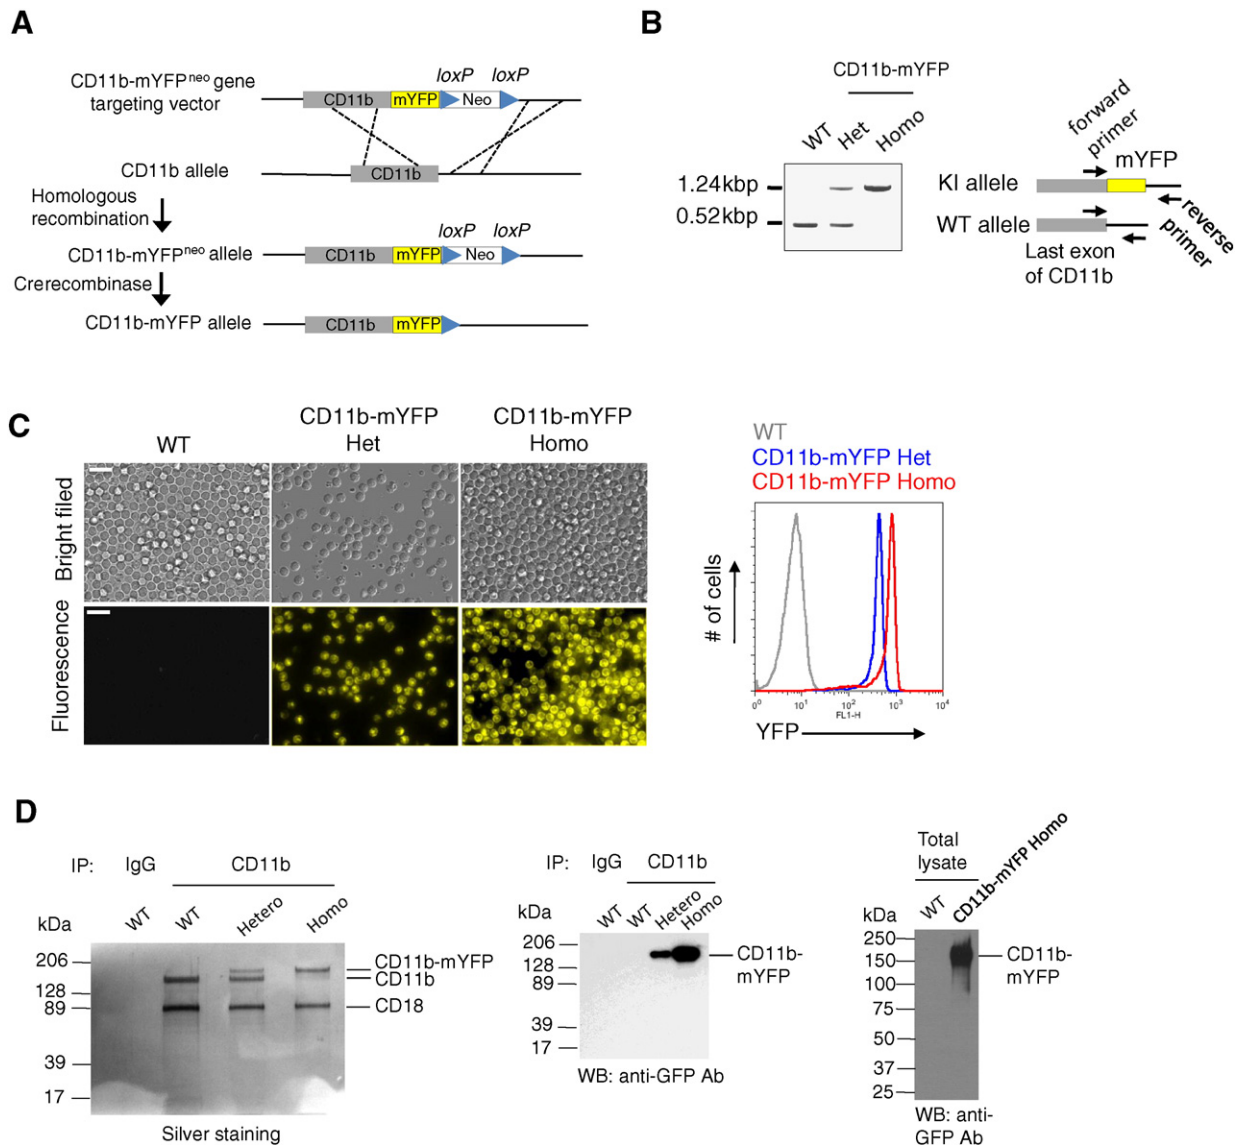 A
CD11b-mYFPneo gene
targeting vector
loxP loxP
CD11b mYFP Neo
CD11b allele
CD11b
Homologous
recombination
loxP loxP
CD11b-mYFPneo allele
CD11b mYFP Neo
Crerecombinase
CD11b-mYFP allele
CD11b mYFP
B
CD11b-mYFP
WT Het Homo
1.24kbp
0.52kbp
forward
primer
mYFP
KI allele
WT allele
reverse
primer
Last exon
of CD11b
C
WT
CD11b-mYFP
Het
CD11b-mYFP
Homo
Bright filed
Fluorescence
WT
CD11b-mYFP Het
CD11b-mYFP Homo
# of cells
0⁰ 10¹ 10² 10³ 10⁴
FL1-H
YFP
D
IP: IgG CD11b
kDa WT WT Hetero Homo
206
128
89
39
17
CD11b-mYFP
CD11b
CD18
Silver staining
IP: IgG CD11b
kDa WT WT Hetero Homo
206
128
89
39
17
CD11b-
mYFP
WB: anti-GFP Ab
Total
lysate
kDa WT CD11b-mYFP Homo
250
150
100
75
50
37
25
CD11b-
mYFP
WB: anti-
GFP Ab